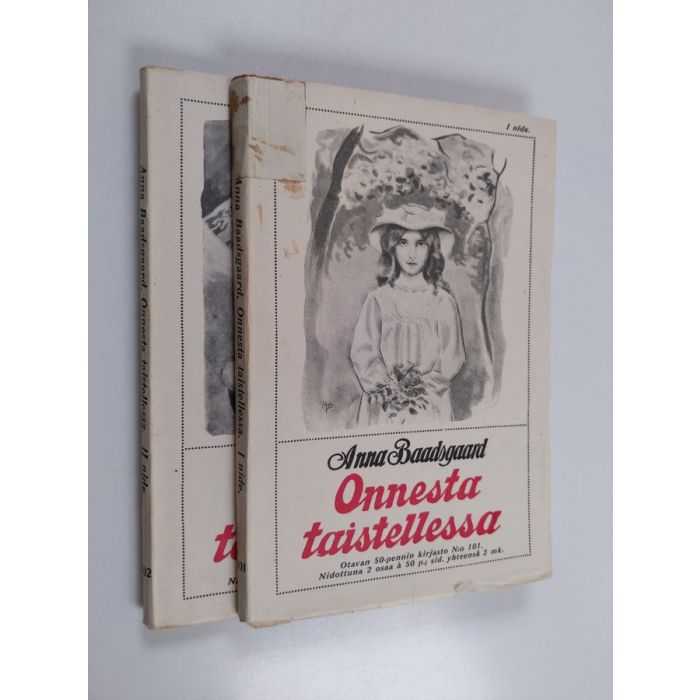 I nide.
Anna Baadsgaard
Onnesta
taistellessa
Otavan 50-pennin kirjasto N:o 101.
Nidottuna 2 osaa à 50 p., sid. yhteensä 2 mk.
Anna Baadsgaard. Onnesta taistellessa. I nide.
Anna Baadsgaard. Onnesta taistellessa. II nide.